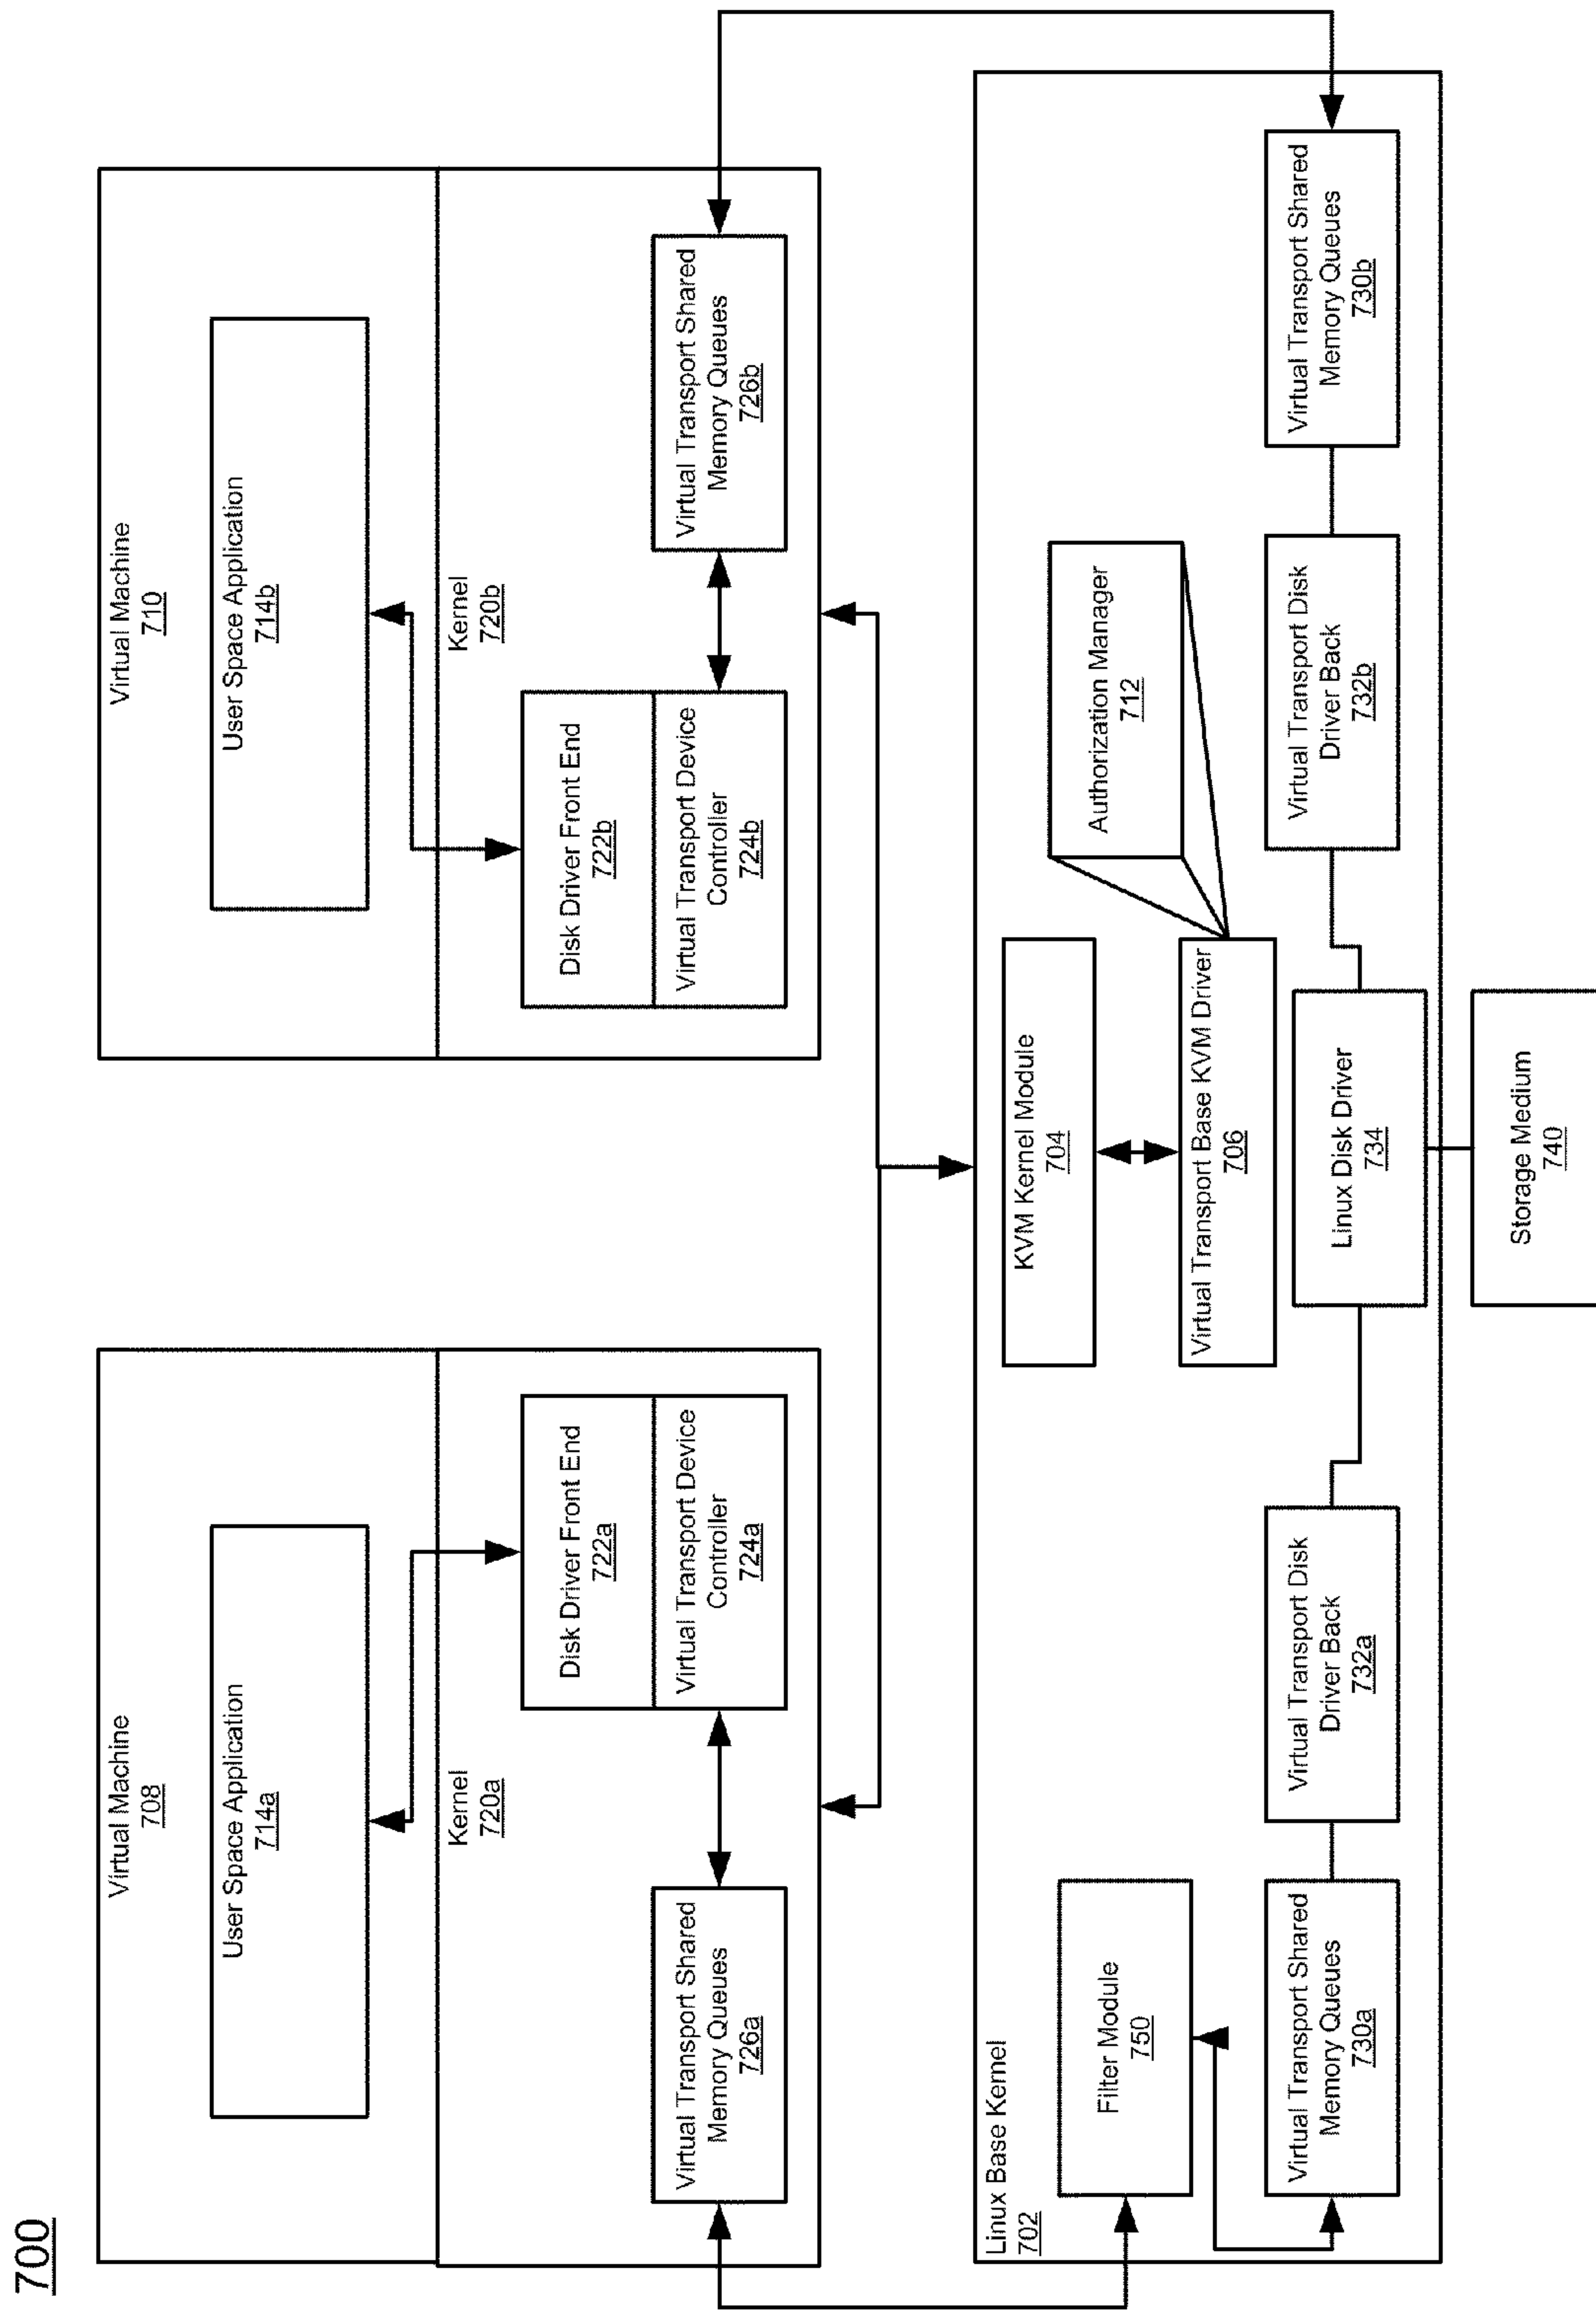 700
Virtual Machine
708
User Space Application
714a
Kernel
720a
Disk Driver Front End
722a
Virtual Transport Device
Controller
724a
Virtual Transport Shared
Memory Queues
726a
Virtual Machine
710
User Space Application
714b
Kernel
720b
Disk Driver Front End
722b
Virtual Transport Device
Controller
724b
Virtual Transport Shared
Memory Queues
726b
Linux Base Kernel
702
Filter Module
750
Virtual Transport Shared
Memory Queues
730a
Virtual Transport Disk
Driver Back
732a
KVM Kernel Module
704
Virtual Transport Base KVM Driver
706
Authorization Manager
712
Linux Disk Driver
734
Virtual Transport Disk
Driver Back
732b
Virtual Transport Shared
Memory Queues
730b
Storage Medium
740